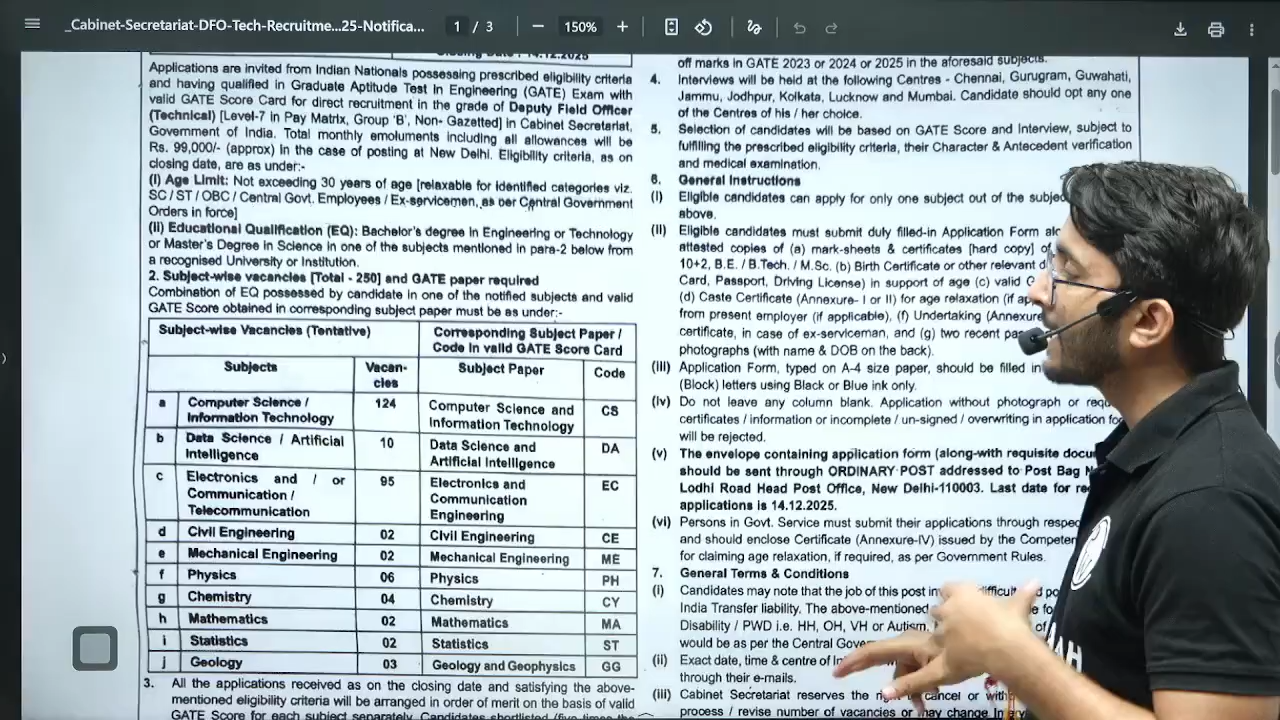 _Cabinet-Secretariat-DFO-Tech-Recruitme...25-Notifica...
1 / 3
150%
Closing Date : 14.12.2025
Applications are invited from Indian Nationals possessing prescribed eligibility criteria
and having qualified in Graduate Aptitude Test in Engineering (GATE) Exam with
valid GATE Score Card for direct recruitment in the grade of Deputy Field Officer
(Technical) [Level-7 in Pay Matrix, Group 'B', Non- Gazetted] in Cabinet Secretariat,
Government of India. Total monthly emoluments including all allowances will be
Rs. 99,000/- (approx) in the case of posting at New Delhi. Eligibility criteria, as on
closing date, are as under:-
(i) Age Limit: Not exceeding 30 years of age [relaxable for identified categories viz.
SC / ST / OBC / Central Govt. Employees / Ex-servicemen, as per Central Government
Orders in force]
(ii) Educational Qualification (EQ): Bachelor's degree in Engineering or Technology
or Master's Degree in Science in one of the subjects mentioned in para-2 below from
a recognised University or Institution.
2. Subject-wise vacancies [Total - 250] and GATE paper required
Combination of EQ possessed by candidate in one of the notified subjects and valid
GATE Score obtained in corresponding subject paper must be as under:-
Subject-wise Vacancies (Tentative)
Corresponding Subject Paper /
Code in valid GATE Score Card
Subjects
Vacan-
cies
Subject Paper
Code
a Computer Science /
Information Technology
124
Computer Science and
Information Technology
CS
b Data Science / Artificial
Intelligence
10
Data Science and
Artificial Intelligence
DA
c Electronics and / or
Communication /
Telecommunication
95
Electronics and
Communication
Engineering
EC
d Civil Engineering 02 Civil Engineering CE
e Mechanical Engineering 02 Mechanical Engineering ME
f Physics 06 Physics PH
g Chemistry 04 Chemistry CY
h Mathematics 02 Mathematics MA
i Statistics 02 Statistics ST
j Geology 03 Geology and Geophysics GG
3. All the applications received as on the closing date and satisfying the above-
mentioned eligibility criteria will be arranged in order of merit on the basis of valid
GATE Score for each subject separately. Candidates shortlisted (five times the
off marks in GATE 2023 or 2024 or 2025 in the aforesaid subjects.
4. Interviews will be held at the following Centres - Chennai, Gurugram, Guwahati,
Jammu, Jodhpur, Kolkata, Lucknow and Mumbai. Candidate should opt any one
of the Centres of his / her choice.
5. Selection of candidates will be based on GATE Score and Interview, subject to
fulfilling the prescribed eligibility criteria, their Character & Antecedent verification
and medical examination.
6. General Instructions
(i) Eligible candidates can apply for only one subject out of the
above.
(ii) Eligible candidates must submit duly filled-in Application Form
attested copies of (a) mark-sheets & certificates [hard copy] of
10+2, B.E. / B.Tech. / M.Sc. (b) Birth Certificate or other relevant
Card, Passport, Driving License) in support of age (c) valid
(d) Caste Certificate (Annexure- I or II) for age relaxation (if
from present employer (if applicable), (f) Undertaking
certificate, in case of ex-serviceman, and (g) two recent
photographs (with name & DOB on the back).
(iii) Application Form, typed on A-4 size paper, should be filled in
(Block) letters using Black or Blue ink only.
(iv) Do not leave any column blank. Application without photograph or
certificates / information or incomplete / un-signed / overwriting in application
will be rejected.
(v) The envelope containing application form (along-with requisite
should be sent through ORDINARY POST addressed to Post Bag
Lodhi Road Head Post Office, New Delhi-110003. Last date for
applications is 14.12.2025.
(vi) Persons in Govt. Service must submit their applications through
and should enclose Certificate (Annexure-IV) issued by the
for claiming age relaxation, if required, as per Government Rules.
7. General Terms & Conditions
(i) Candidates may note that the job of this post
India Transfer liability. The above-mentioned
Disability / PWD i.e. HH, OH, VH or Autism,
would be as per the Central
(ii) Exact date, time & centre of
through their e-mails.
(iii) Cabinet Secretariat reserves the cancel or
process / revise number of vacancies or may change